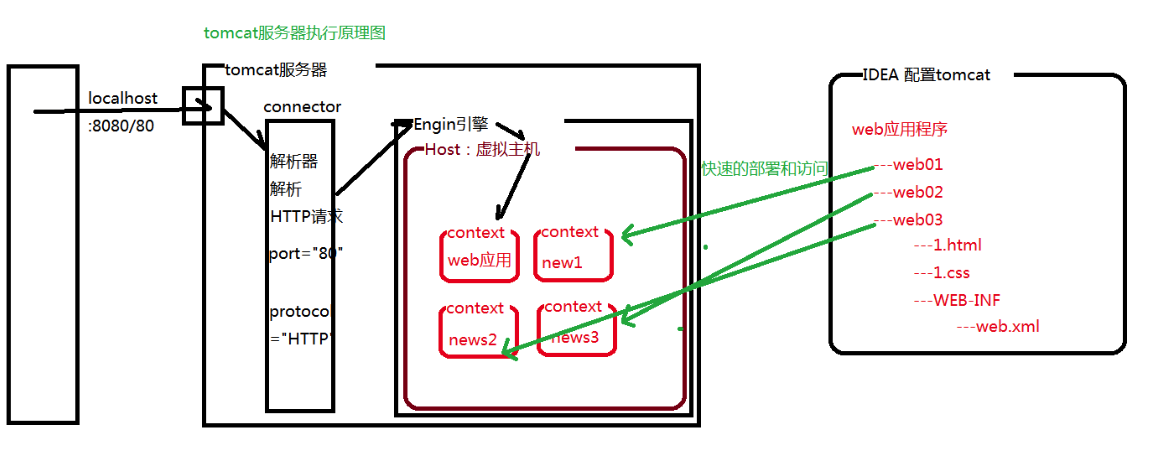 tomcat服务器执行原理图
localhost
:8080/80
tomcat服务器
connector
解析器
解析
HTTP请求
port="80"
protocol
="HTTP"
Engin引擎
Host：虚拟主机
context
web应用
context
new1
context
news2
context
news3
快速的部署和访问
IDEA 配置tomcat
web应用程序
---web01
---web02
---web03
---1.html
---1.css
---WEB-INF
---web.xml